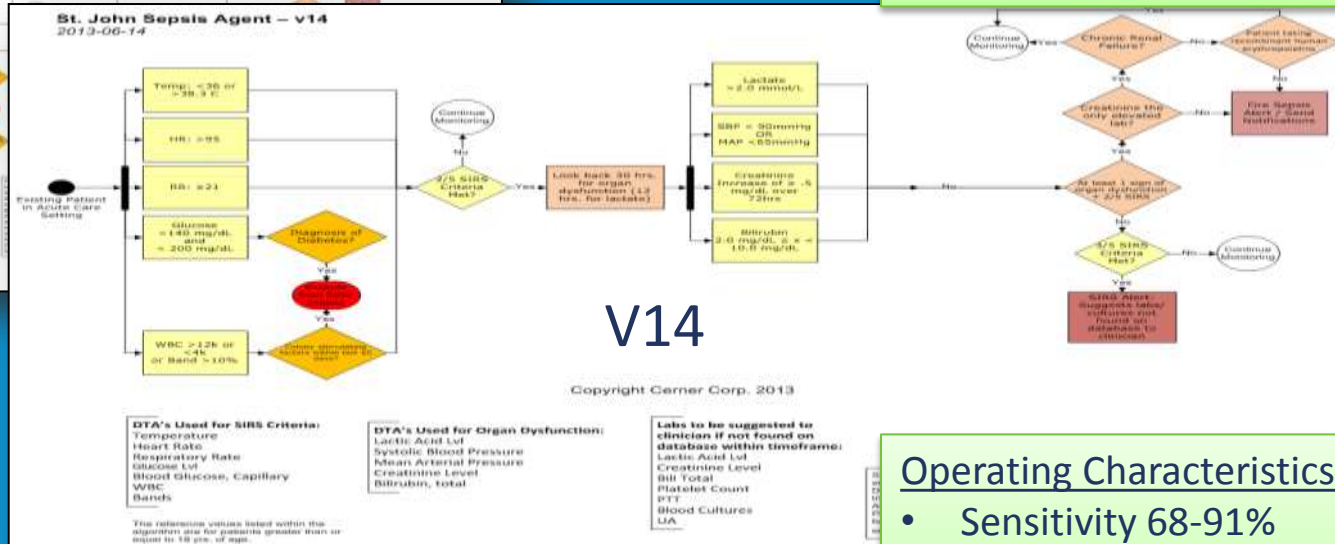 St. John Sepsis Agent – v14
2013-06-14
Existing Patient
in Acute Care
Setting
Temp: <36 or
>38.3 C
HR: >95
RR: ≥21
Glucose
>140 mg/dL
and
< 200 mg/dL
WBC >12k or
<4k
or Band >10%
Diagnosis of
Diabetes?
Yes
Yes
Continue
Monitoring
No
2/5 SIRS
Criteria
Met?
Yes
Look back 30 hrs.
for organ
dysfunction (12
hrs. for lactate)
Lactate
>2.0 mmol/L
SBP < 90mmHg
OR
MAP <65mmHg
Creatinine
increase of ≥ .5
mg/dL over
72hrs
Bilirubin
2.0 mg/dL ≤ x <
10.0 mg/dL
No
Yes
Continue
Monitoring
Yes
Chronic Renal
Failure?
No
Patient taking
recombinant human
erythropoietins
Yes
No
Creatinine the
only elevated
lab?
No
Fire Sepsis
Alert / Send
Notifications
Yes
At least 1 sign of
organ dysfunction
+ 2/5 SIRS
No
3/5 SIRS
Criteria
Met?
No
Continue
Monitoring
Yes
SIRS Alert:
Suggests labs/
cultures not
found on
database to
clinician
V14
Copyright Cerner Corp. 2013
DTA's Used for SIRS Criteria:
Temperature
Heart Rate
Respiratory Rate
Glucose Lvl
Blood Glucose, Capillary
WBC
Bands
The reference values listed within the
algorithm are for patients greater than or
equal to 18 yrs. of age.
DTA's Used for Organ Dysfunction:
Lactic Acid Lvl
Systolic Blood Pressure
Mean Arterial Pressure
Creatinine Level
Bilirubin, total
Labs to be suggested to
clinician if not found on
database within timeframe:
Lactic Acid Lvl
Creatinine Level
Bili Total
Platelet Count
PTT
Blood Cultures
UA
Operating Characteristics
• Sensitivity 68-91%